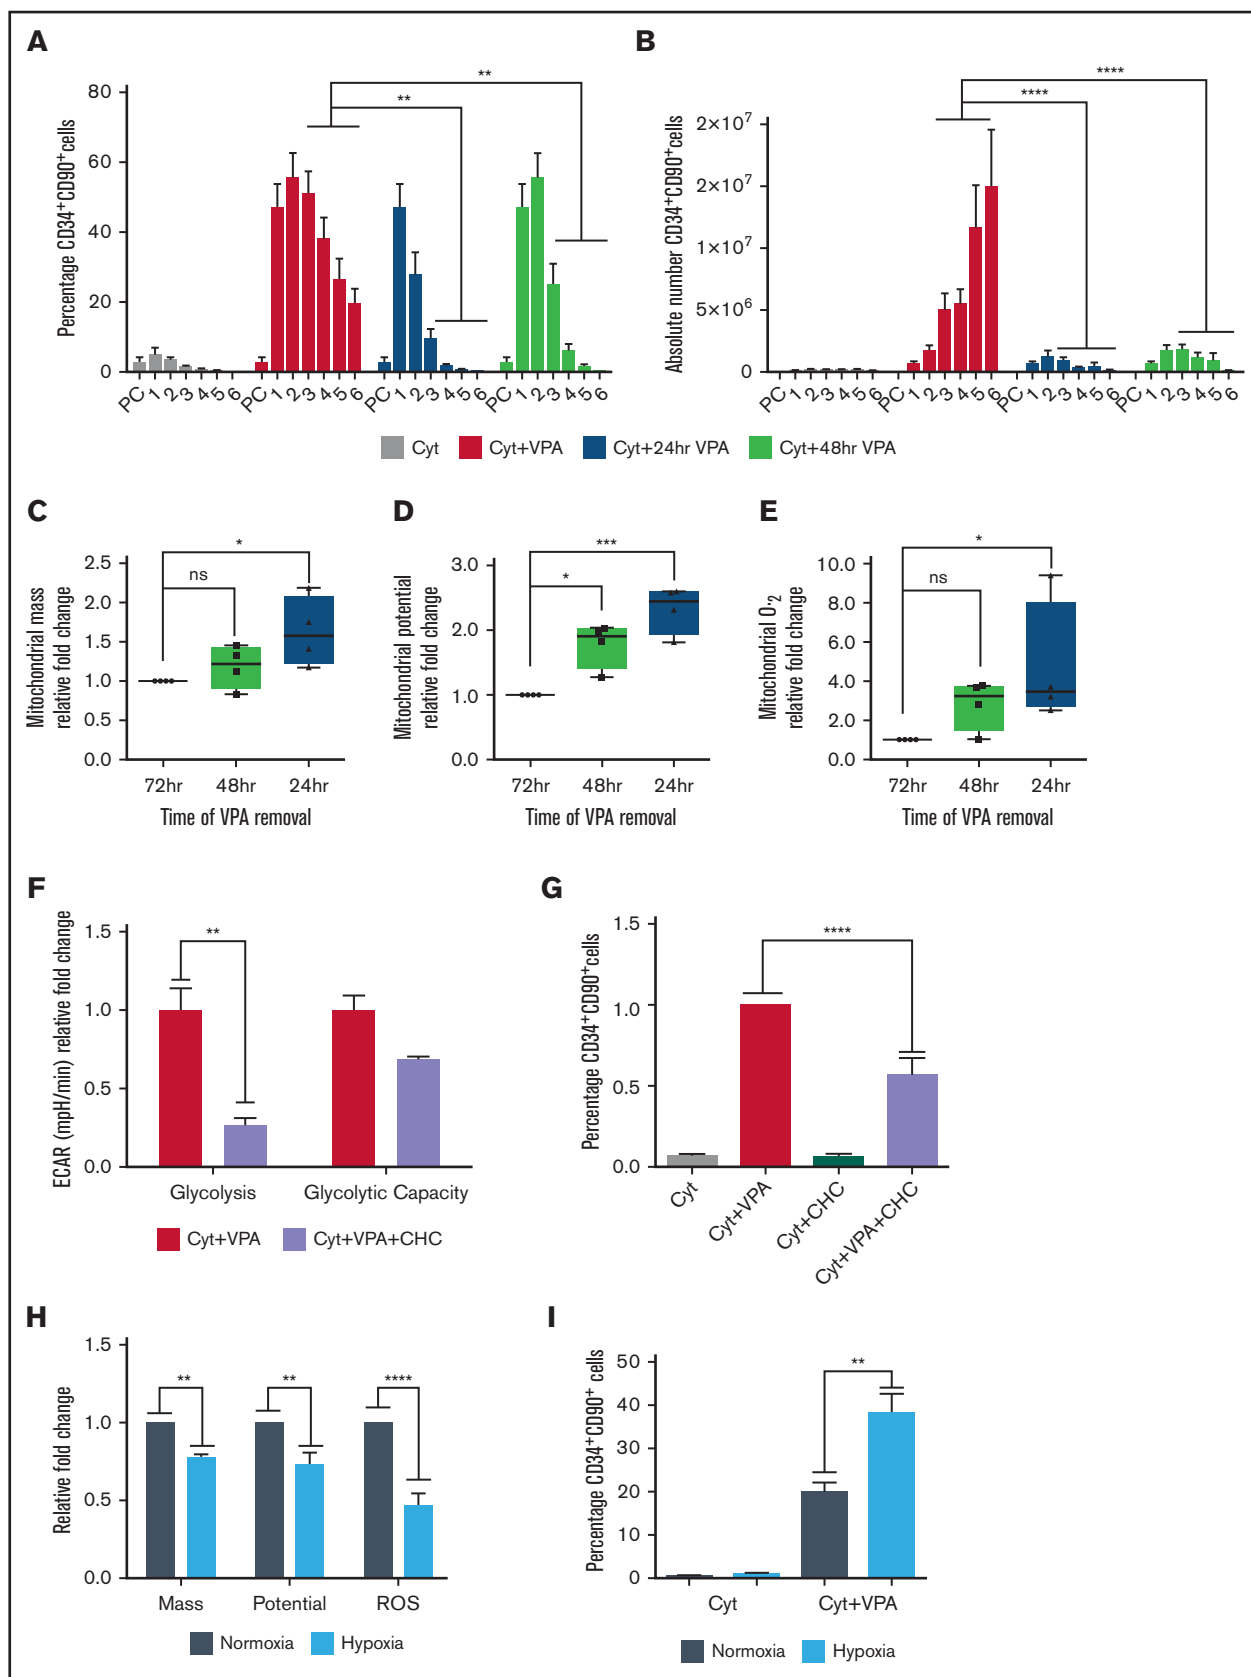 A
Percentage CD34+CD90+cells
80
60
40
20
0
**
**
PC 1 2 3 4 5 6
PC 1 2 3 4 5 6
PC 1 2 3 4 5 6
PC 1 2 3 4 5 6
B
Absolute number CD34+CD90+cells
2×10⁷
2×10⁷
1×10⁷
5×10⁶
0
****
****
PC 1 2 3 4 5 6
PC 1 2 3 4 5 6
PC 1 2 3 4 5 6
PC 1 2 3 4 5 6
Cyt Cyt+VPA Cyt+24hr VPA Cyt+48hr VPA
C
Mitochondrial mass
relative fold change
2.5
2.0
1.5
1.0
0.5
0.0
*
ns
72hr 48hr 24hr
Time of VPA removal
D
Mitochondrial potential
relative fold change
3.0
2.0
1.0
0.0
***
*
72hr 48hr 24hr
Time of VPA removal
E
Mitochondrial O₂
relative fold change
10.0
8.0
6.0
4.0
2.0
0.0
*
ns
72hr 48hr 24hr
Time of VPA removal
F
ECAR (mpH/min) relative fold change
1.5
1.0
0.5
0.0
**
Glycolysis Glycolytic Capacity
Cyt+VPA Cyt+VPA+CHC
G
Percentage CD34+CD90+cells
1.5
1.0
0.5
0.0
****
Cyt
Cyt+VPA
Cyt+CHC
Cyt+VPA+CHC
H
Relative fold change
1.5
1.0
0.5
0.0
** ** ****
Mass Potential ROS
Normoxia Hypoxia
I
Percentage CD34+CD90+ cells
50
40
30
20
10
0
**
Cyt Cyt+VPA
Normoxia Hypoxia